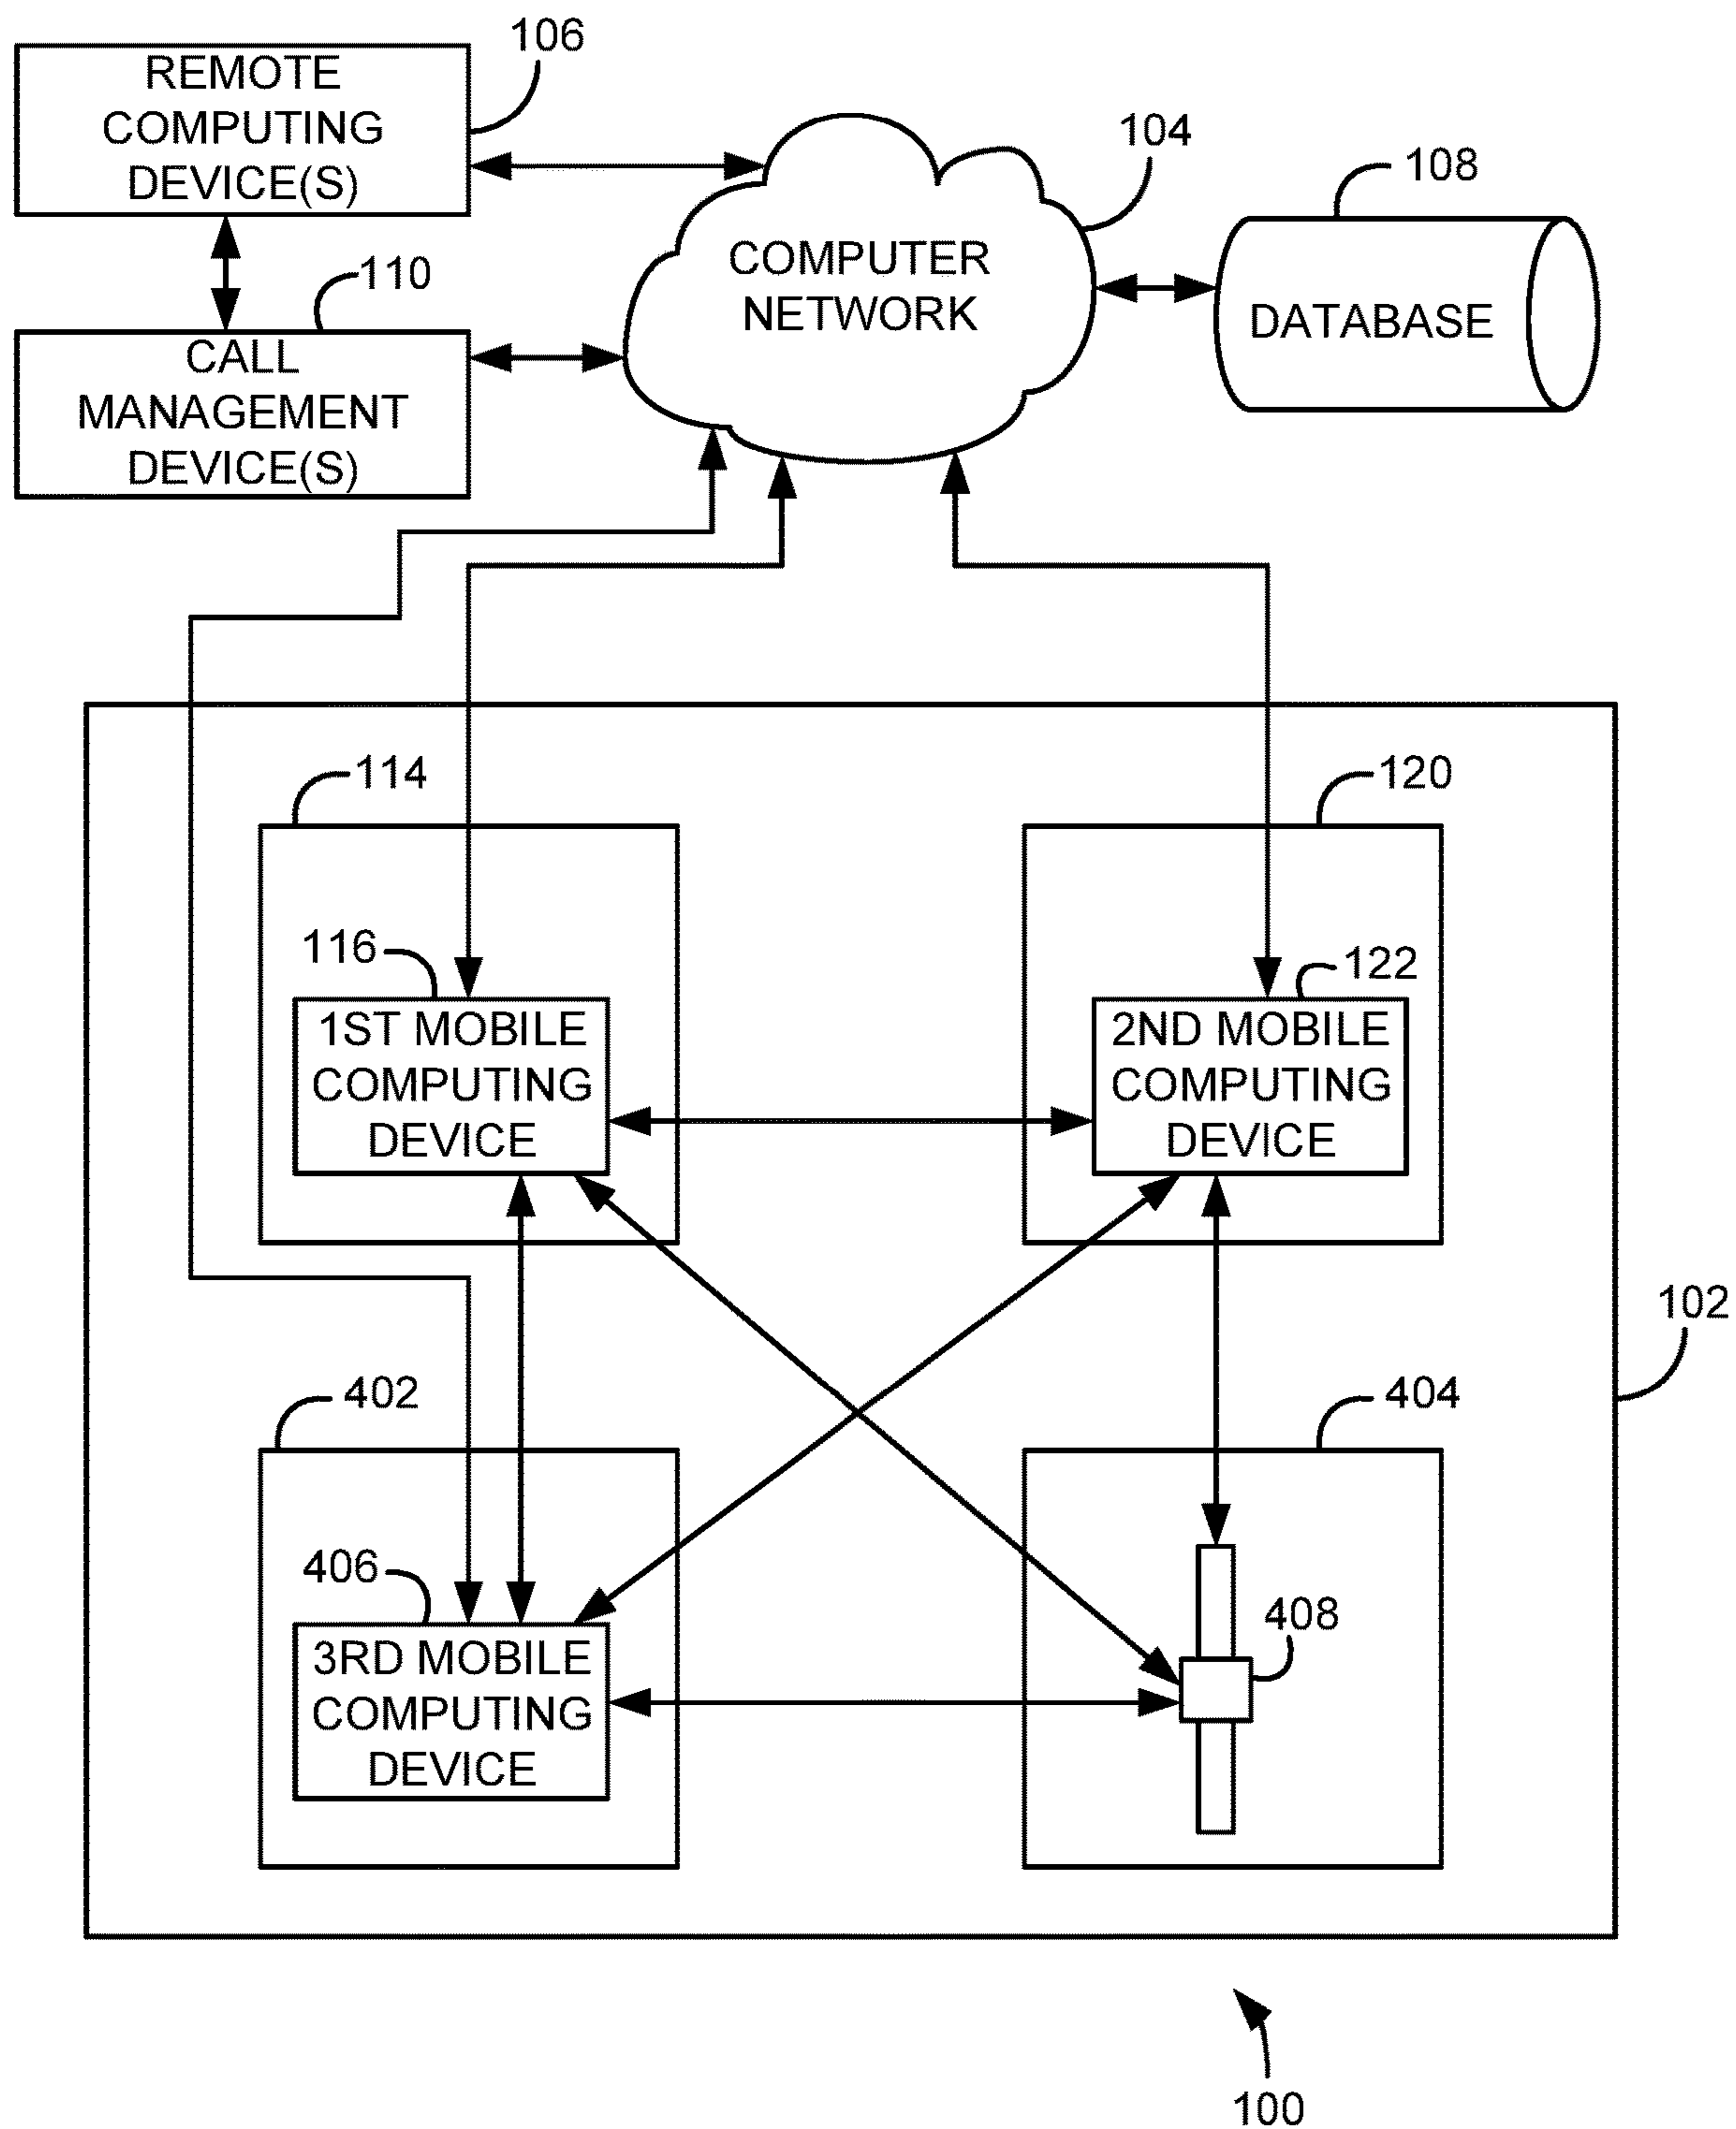 106
REMOTE
COMPUTING
DEVICE(S)
104
108
COMPUTER
NETWORK
DATABASE
110
CALL
MANAGEMENT
DEVICE(S)
114
120
116
1ST MOBILE
COMPUTING
DEVICE
122
2ND MOBILE
COMPUTING
DEVICE
102
402
404
406
3RD MOBILE
COMPUTING
DEVICE
408
100